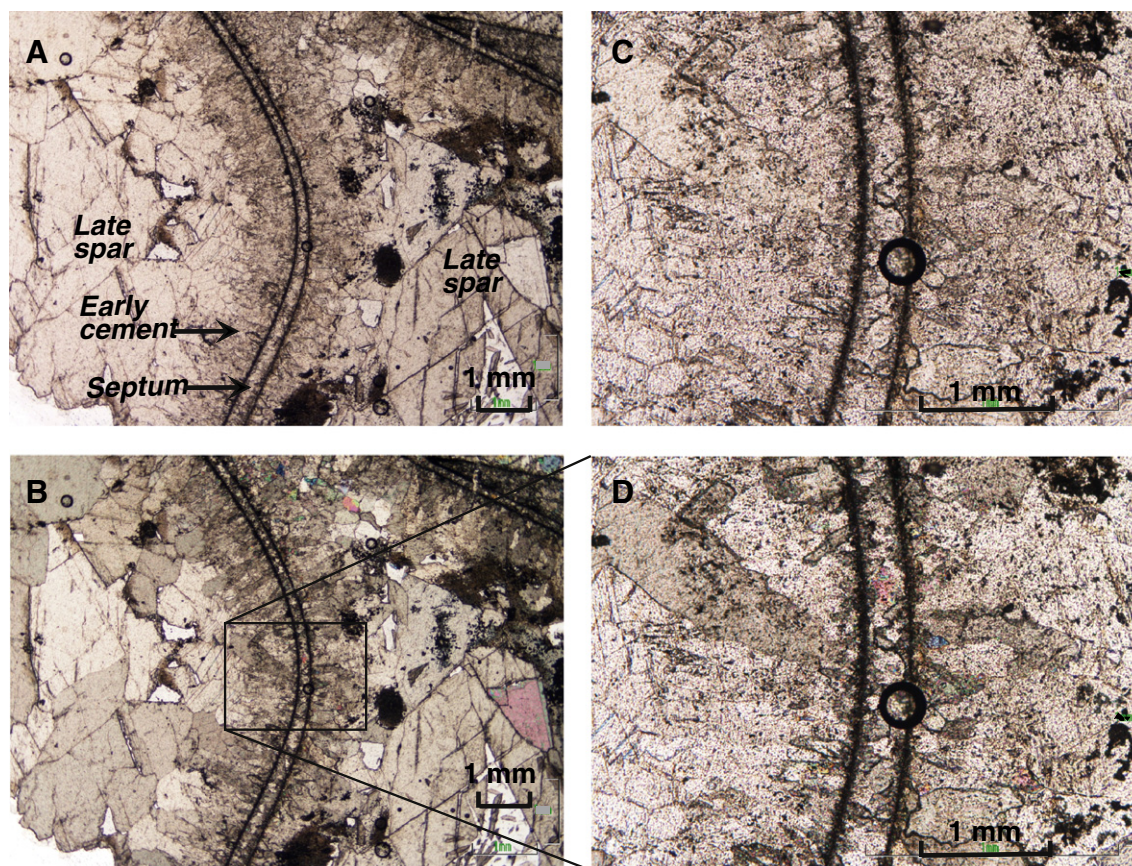 A
Late
spar
Early
cement
Septum
Late
spar
1 mm
C
1 mm
B
1 mm
D
1 mm